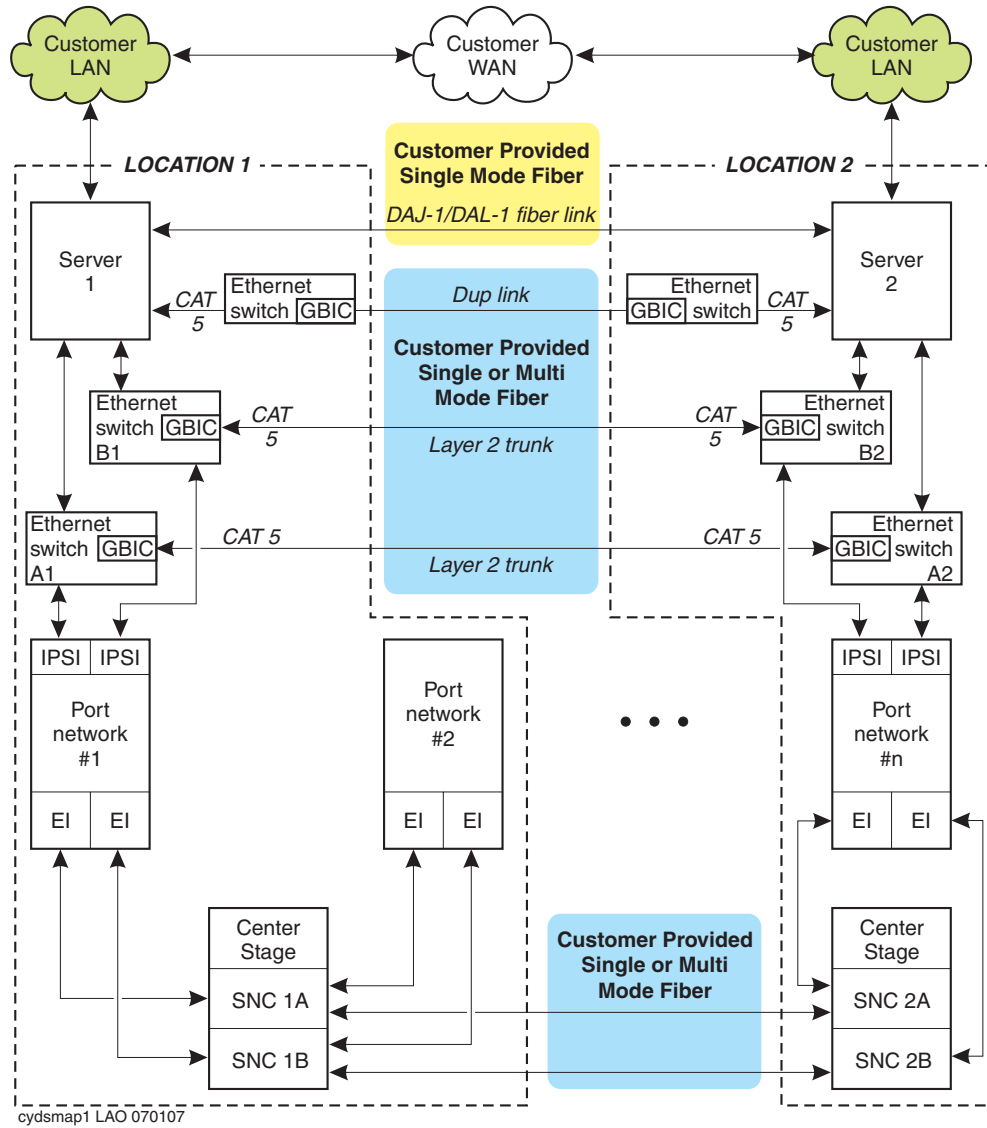 Customer
LAN
Customer
WAN
Customer
LAN
LOCATION 1
Customer Provided
Single Mode Fiber
LOCATION 2
DAJ-1/DAL-1 fiber link
Server
1
Server
2
CAT
5
Ethernet
switch GBIC
Dup link
Ethernet
GBIC switch
CAT
5
Customer Provided
Single or Multi
Mode Fiber
Ethernet
switch GBIC
B1
CAT
5
Layer 2 trunk
CAT
5
Ethernet
GBIC switch
B2
Ethernet
switch GBIC
A1
CAT 5
Layer 2 trunk
CAT 5
Ethernet
GBIC switch
A2
IPSI IPSI
Port
network
#1
EI EI
Port
network
#2
EI EI
• • •
IPSI IPSI
Port
network
#n
EI EI
Center
Stage
SNC 1A
SNC 1B
Customer Provided
Single or Multi
Mode Fiber
Center
Stage
SNC 2A
SNC 2B
cydsmap1 LAO 070107